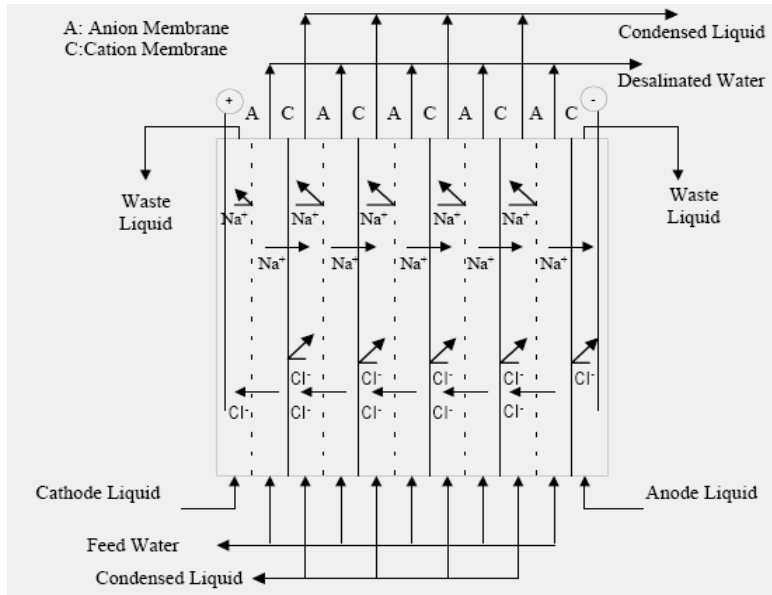 A: Anion Membrane
C:Cation Membrane
Condensed Liquid
Desalinated Water
+ A C A C A C A C A C -
Waste
Liquid
Waste
Liquid
Na⁺ Na⁺ Na⁺ Na⁺ Na⁺
Na⁺ Na⁺ Na⁺ Na⁺ Na⁺
Cl⁻ Cl⁻ Cl⁻ Cl⁻ Cl⁻
Cl⁻ Cl⁻ Cl⁻ Cl⁻ Cl⁻
Cathode Liquid
Anode Liquid
Feed Water
Condensed Liquid